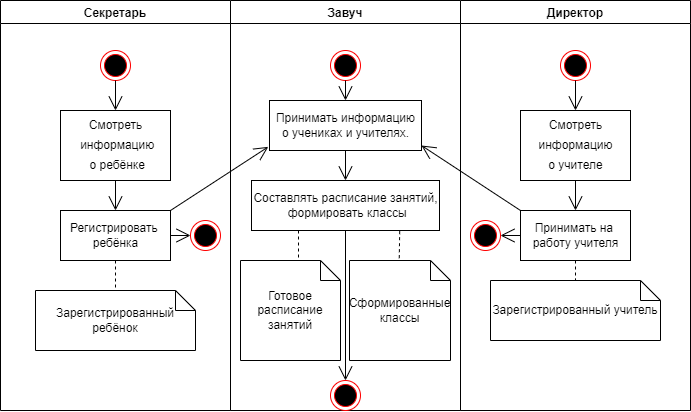 Секретарь
Завуч
Директор
Смотреть
информацию
о ребёнке
Принимать информацию
о учениках и учителях.
Смотреть
информацию
о учителе
Составлять расписание занятий,
формировать классы
Регистрировать
ребёнка
Принимать на
работу учителя
Зарегистрированный
ребёнок
Готовое
расписание
занятий
Сформированные
классы
Зарегистрированный учитель